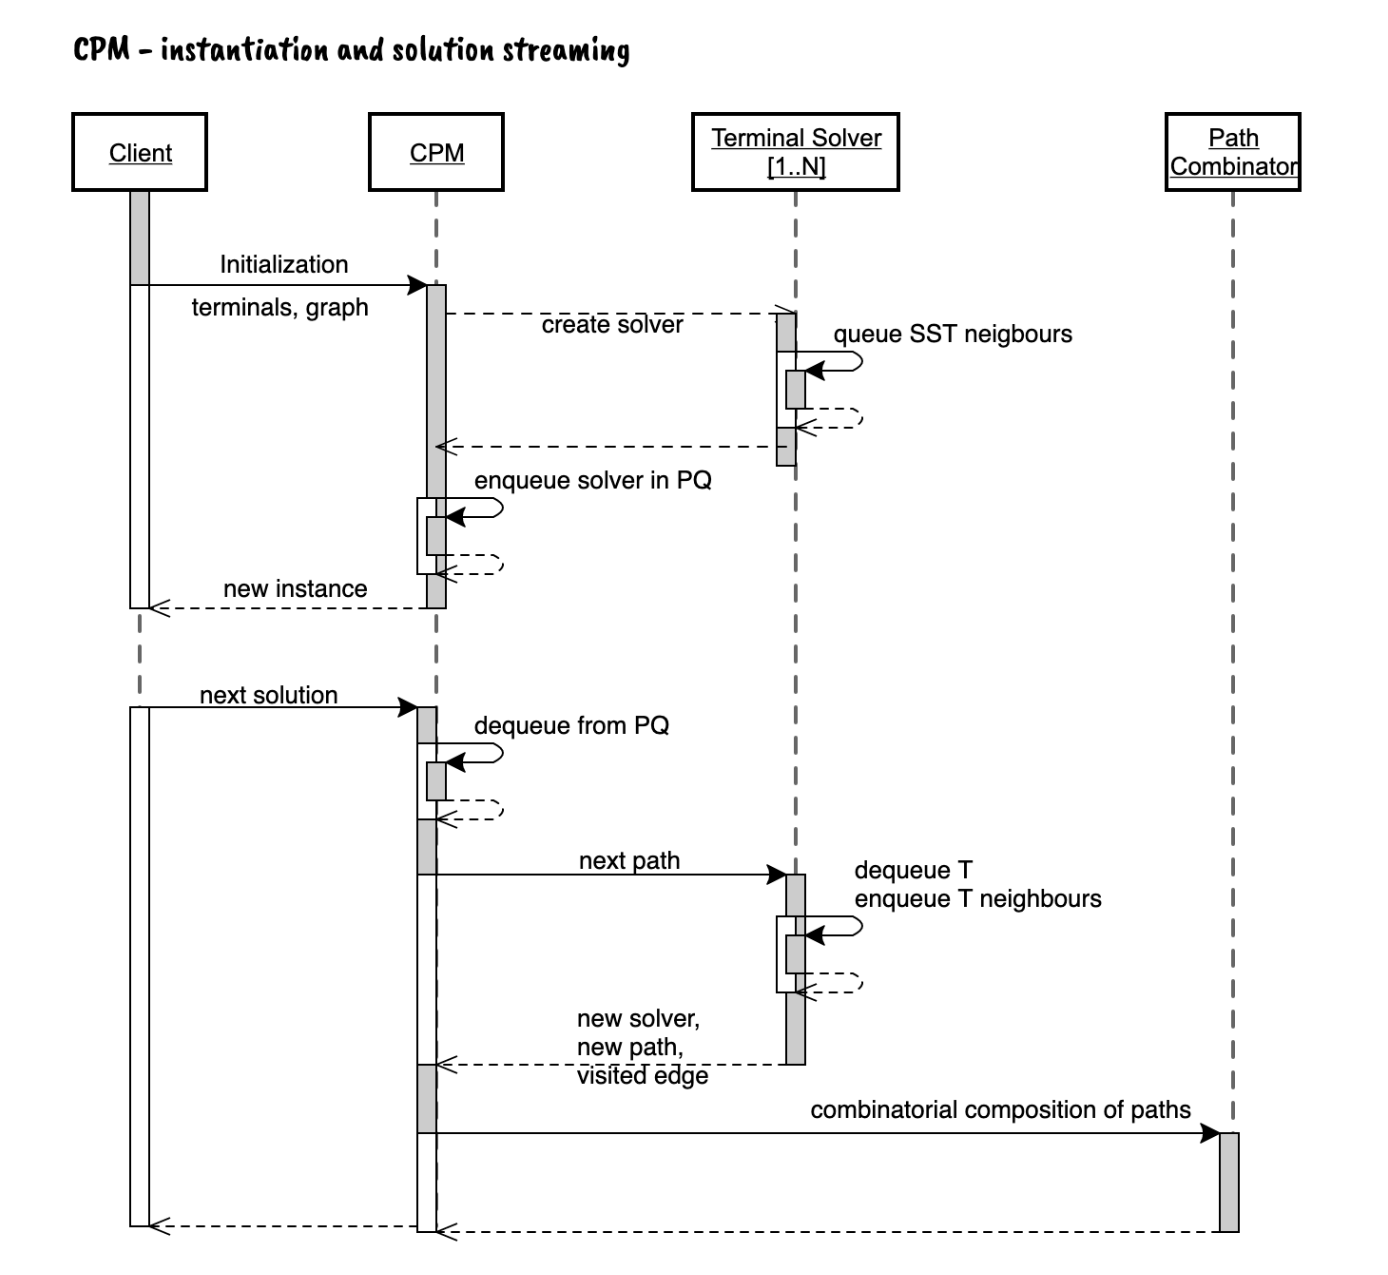 CPM - instantiation and solution streaming
Client
CPM
Terminal Solver
[1..N]
Path
Combinator
Initialization
terminals, graph
create solver
queue SST neigbours
enqueue solver in PQ
new instance
next solution
dequeue from PQ
next path
dequeue T
enqueue T neighbours
new solver,
new path,
visited edge
combinatorial composition of paths